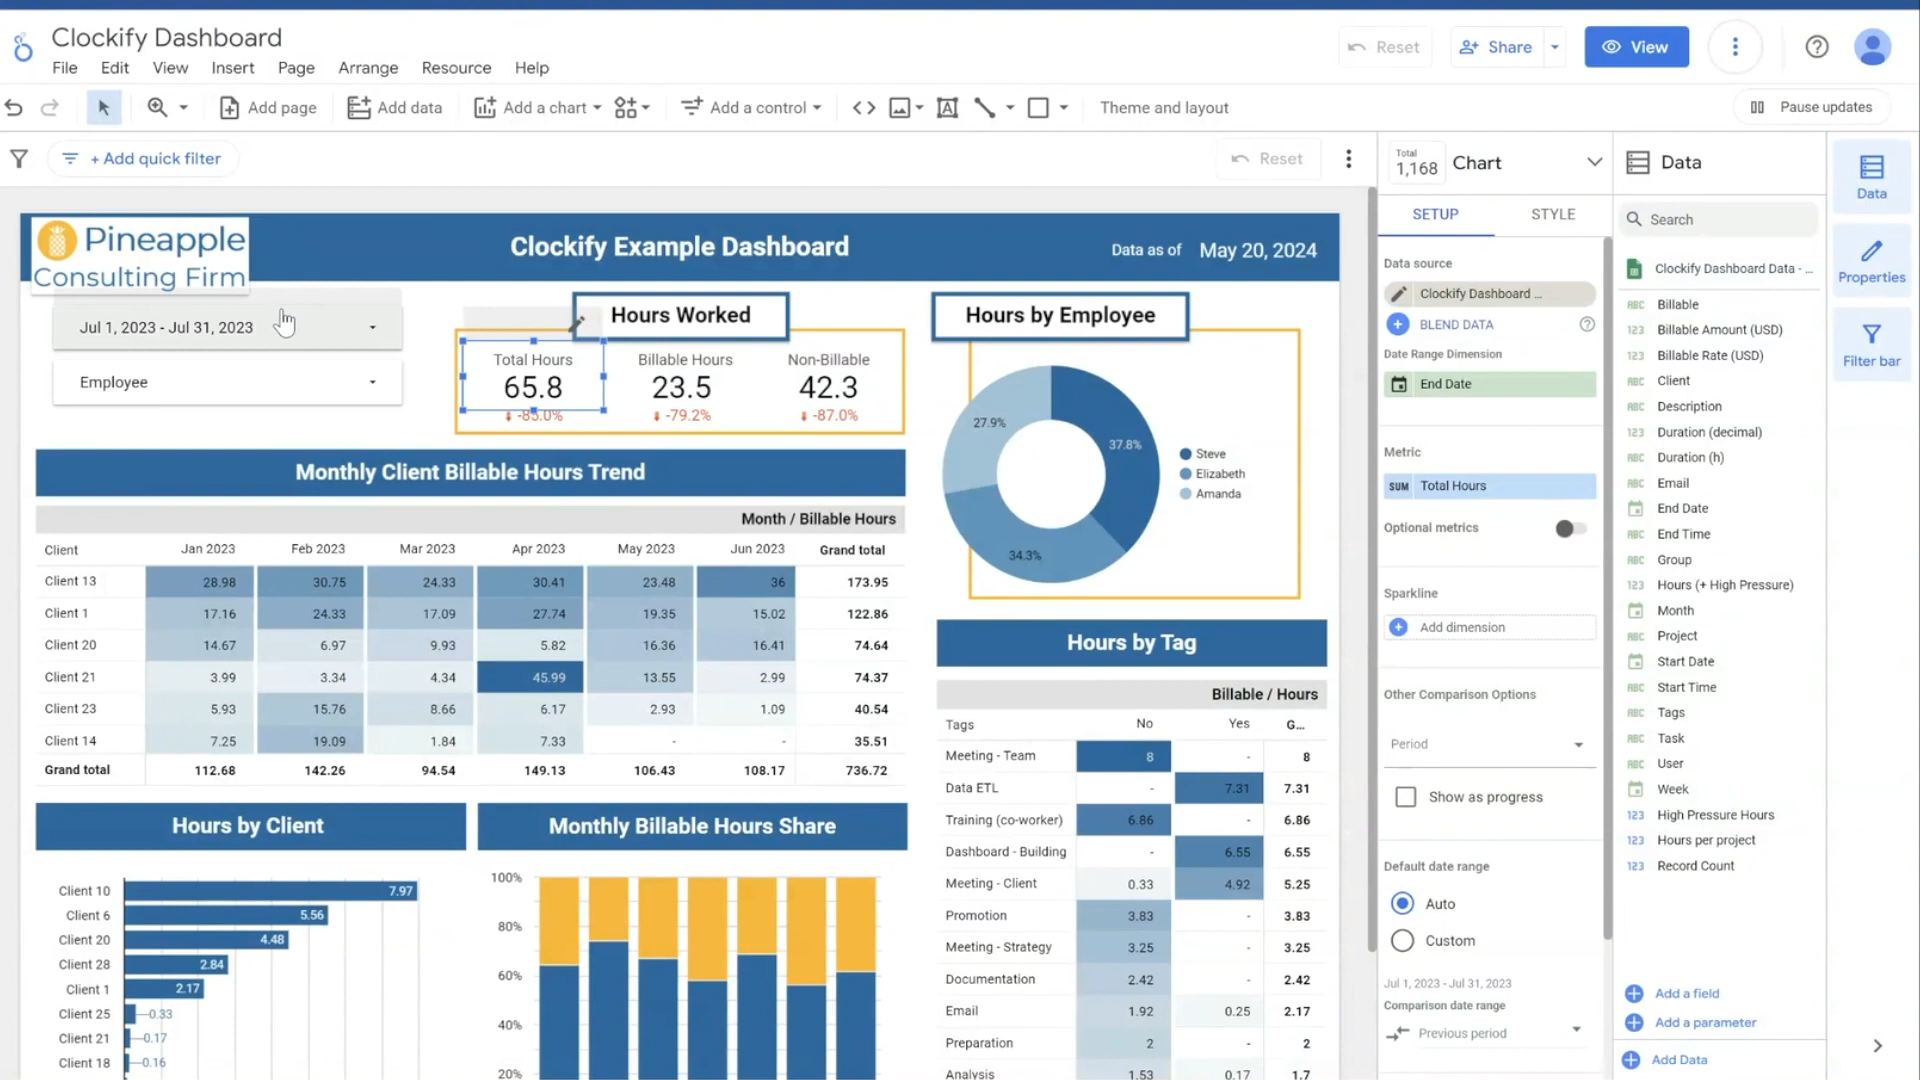 Clockify Dashboard
File Edit View Insert Page Arrange Resource Help
Reset Share View
Add page Add data Add a chart Add a control Theme and layout Pause updates
+ Add quick filter Reset
Pineapple
Consulting Firm
Clockify Example Dashboard
Data as of May 20, 2024
Jul 1, 2023 - Jul 31, 2023
Employee
Hours Worked
Total Hours Billable Hours Non-Billable
65.8 23.5 42.3
-85.0% -79.2% -87.0%
Hours by Employee
27.9%
37.8%
34.3%
Steve
Elizabeth
Amanda
Monthly Client Billable Hours Trend
Month / Billable Hours
Client Jan 2023 Feb 2023 Mar 2023 Apr 2023 May 2023 Jun 2023 Grand total
Client 13 28.98 30.75 24.33 30.41 23.48 36 173.95
Client 1 17.16 24.33 17.09 27.74 19.35 15.02 122.86
Client 20 14.67 6.97 9.93 5.82 16.36 16.41 74.64
Client 21 3.99 3.34 4.34 45.99 13.55 2.99 74.37
Client 23 5.93 15.76 8.66 6.17 2.93 1.09 40.54
Client 14 7.25 19.09 1.84 7.33 - - 35.51
Grand total 112.68 142.26 94.54 149.13 106.43 108.17 736.72
Hours by Client
Client 10 7.97
Client 6 5.56
Client 20 4.48
Client 28 2.84
Client 1 2.17
Client 25 0.33
Client 21 0.17
Client 18 0.16
Monthly Billable Hours Share
100%
80%
60%
40%
20%
Hours by Tag
Billable / Hours
Tags No Yes G...
Meeting - Team 8 - 8
Data ETL - 7.31 7.31
Training (co-worker) 6.86 - 6.86
Dashboard - Building - 6.55 6.55
Meeting - Client 0.33 4.92 5.25
Promotion 3.83 - 3.83
Meeting - Strategy 3.25 - 3.25
Documentation 2.42 - 2.42
Email 1.92 0.25 2.17
Preparation 2 - 2
Analysis 1.53 0.17 1.7
Total
1,168
Chart
SETUP STYLE
Data source
Clockify Dashboard ...
BLEND DATA
Date Range Dimension
End Date
Metric
SUM Total Hours
Optional metrics
Sparkline
Add dimension
Other Comparison Options
Period
Show as progress
Default date range
Auto
Custom
Jul 1, 2023 - Jul 31, 2023
Comparison date range
Previous period
Data
Search
Clockify Dashboard Data - ...
ABC Billable
123 Billable Amount (USD)
123 Billable Rate (USD)
ABC Client
ABC Description
123 Duration (decimal)
ABC Duration (h)
ABC Email
End Date
ABC End Time
ABC Group
123 Hours (+ High Pressure)
Month
ABC Project
Start Date
ABC Start Time
ABC Tags
ABC Task
ABC User
Week
123 High Pressure Hours
123 Hours per project
123 Record Count
Add a field
Add a parameter
Add Data
Data
Properties
Filter bar